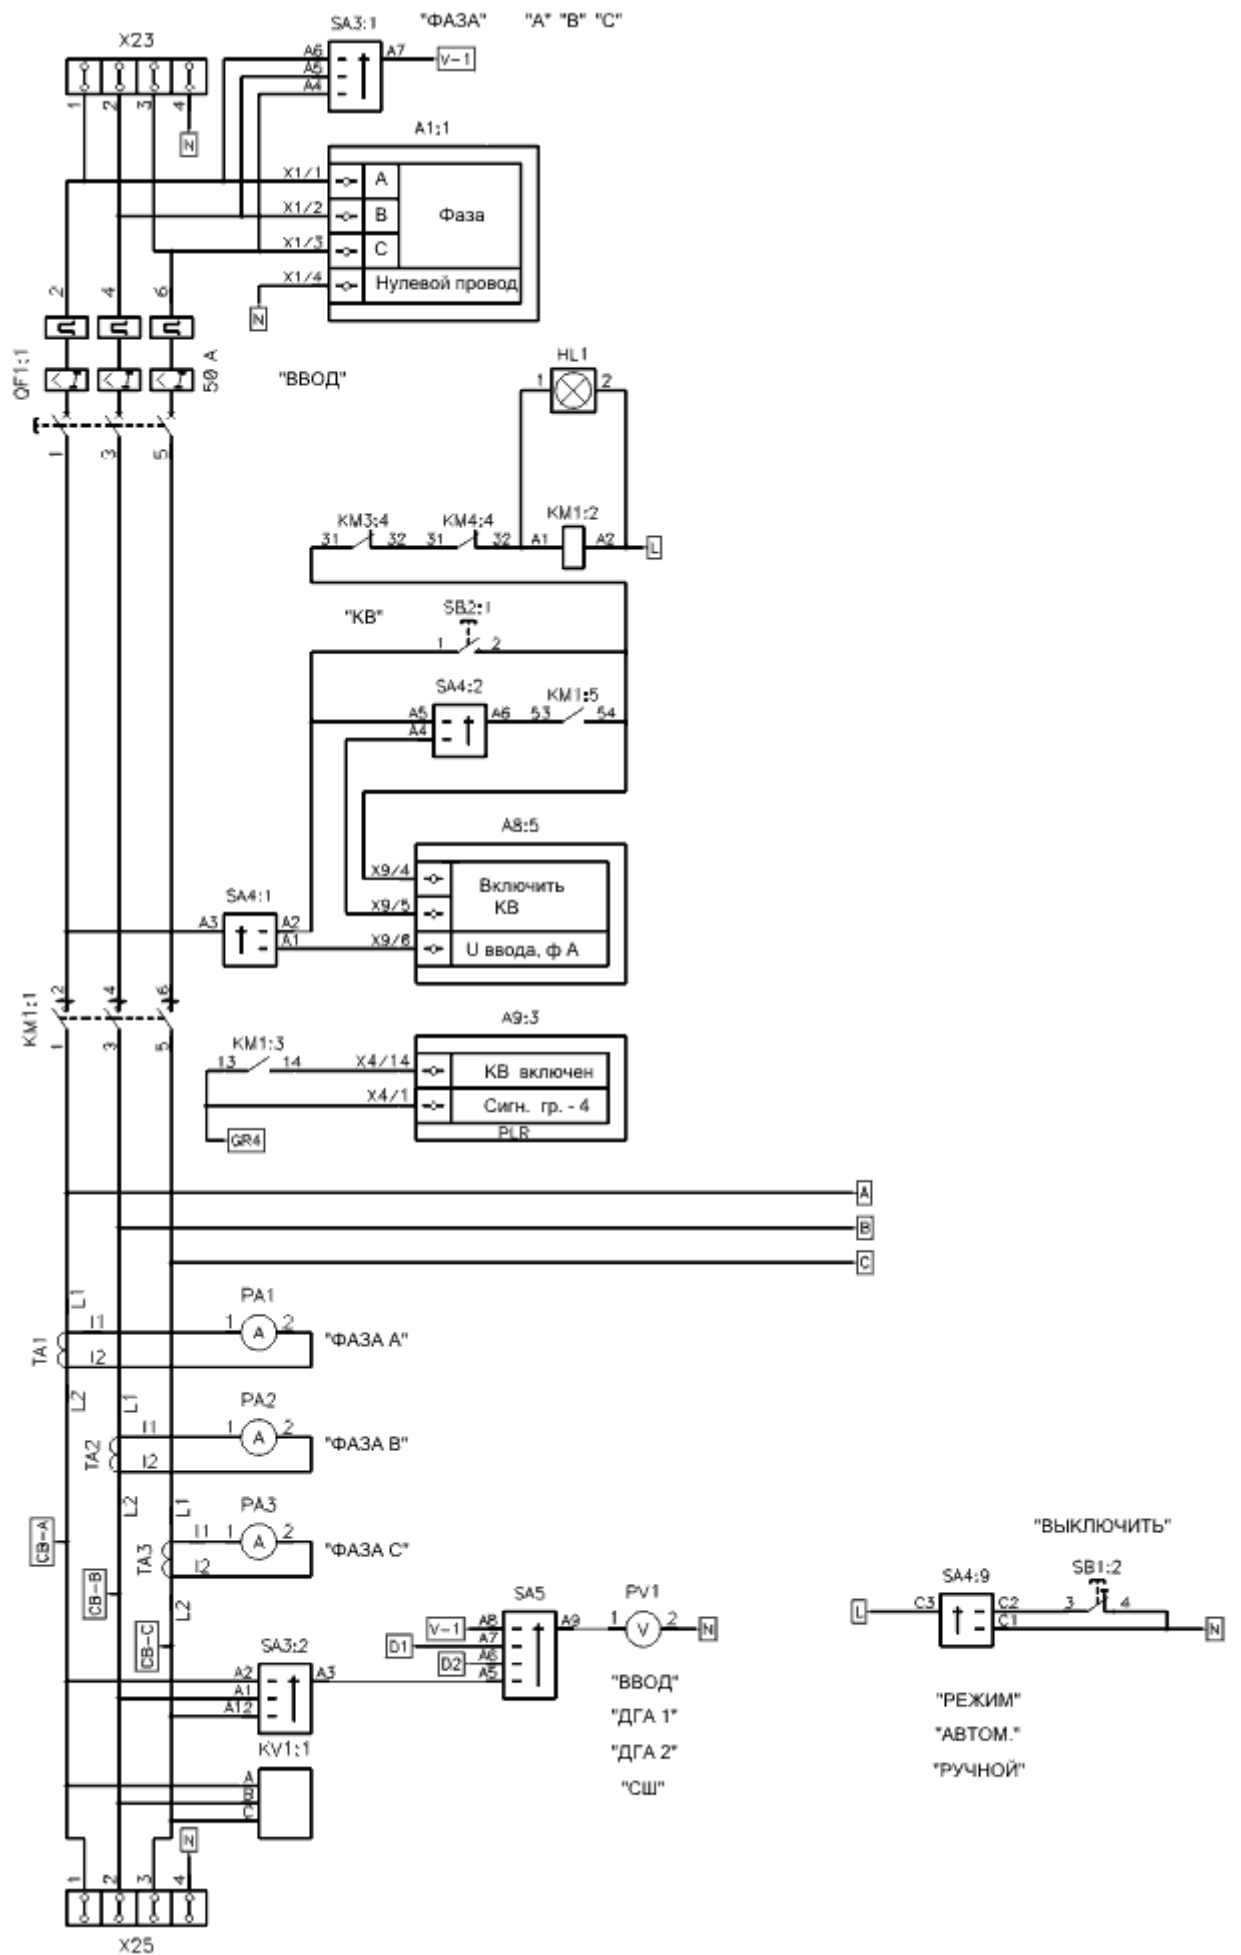 SA3:1 "ФАЗА" "А" "В" "С"
X23
A6 A7 V-1
A5
A4
1 2 3 4
N
A1:1
X1/1 A
X1/2 B Фаза
X1/3 C
X1/4 Нулевой провод
N
2 4 6
QF1:1
50 A
"ВВОД"
1 3 5
HL1
1 2
KM3:4 KM4:4 KM1:2
31 32 31 32 A1 A2 L
"КВ"
SB2:1
1 2
SA4:2 KM1:5
A5 A6 53 54
A4
A8:5
X9/4 Включить
X9/5 КВ
X9/6 U ввода, ф А
SA4:1
A3 A2
A1
KM1:1
2 4 6
1 3 5
A9:3
KM1:3
13 14 X4/14 КВ включен
X4/1 Сигн. гр. - 4
PLR
GR4
A
B
C
L1 PA1
TA1 I1 1 A 2 "ФАЗА А"
I2
L2 L1 PA2
TA2 I1 1 A 2 "ФАЗА В"
I2
L2 L1 PA3
TA3 I1 1 A 2 "ФАЗА С"
I2
L2
CB-A
CB-B
CB-C
SA5 PV1
V-1 A8 A9 1 V 2 N
D1 A7
D2 A6
A5
SA3:2
A2 A3
A1
A12
"ВВОД"
"ДГА 1"
"ДГА 2"
"СШ"
"ВЫКЛЮЧИТЬ"
SA4:9 SB1:2
L C3 C2 3 4
C1 N
"РЕЖИМ"
"АВТОМ."
"РУЧНОЙ"
KV1:1
A
B
C
N
1 2 3 4
X25